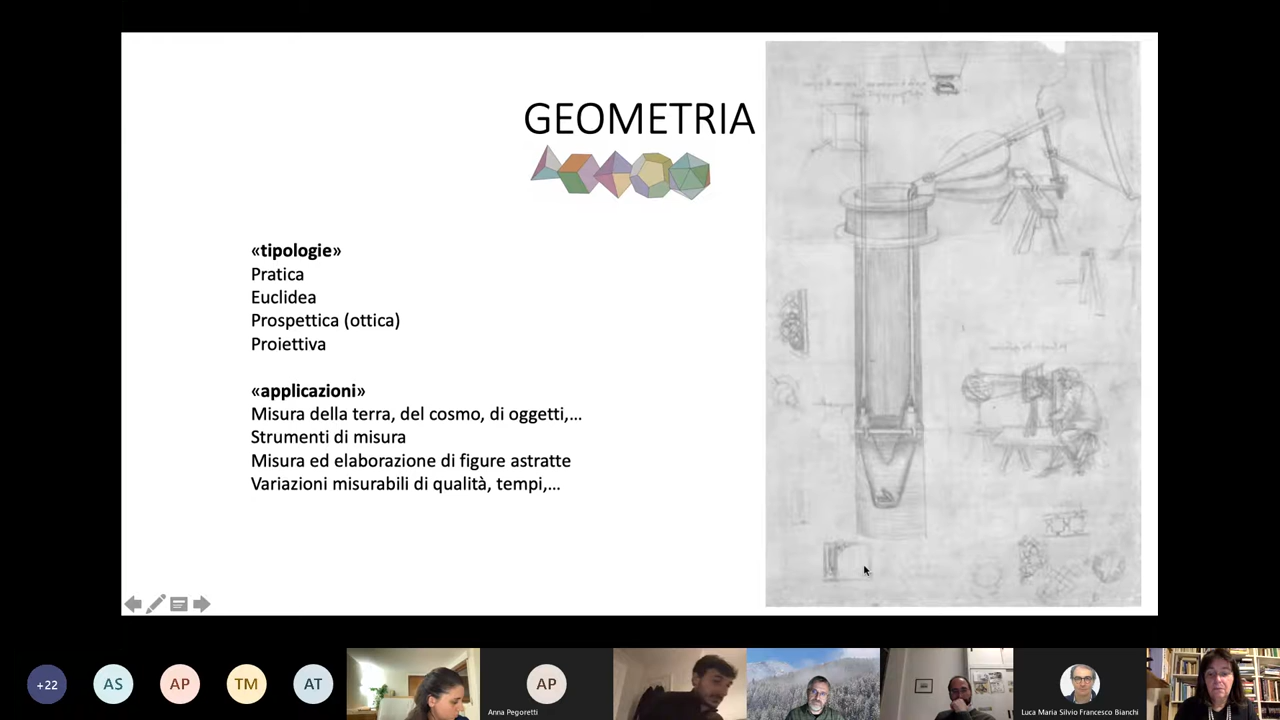 GEOMETRIA
«tipologie»
Pratica
Euclidea
Prospettica (ottica)
Proiettiva
«applicazioni»
Misura della terra, del cosmo, di oggetti,...
Strumenti di misura
Misura ed elaborazione di figure astratte
Variazioni misurabili di qualità, tempi,...
+22
AS
AP
TM
AT
AP
Anna Pegoretti
Luca Maria Silvio Francesco Bianchi